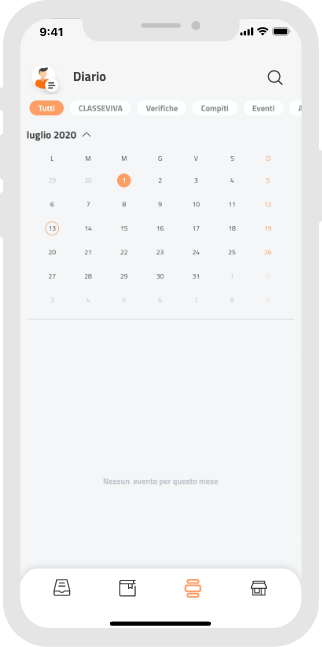 9:41
Diario
Tutti CLASSEVIVA Verifiche Compiti Eventi A
luglio 2020
L M M G V S D
29 30 1 2 3 4 5
6 7 8 9 10 11 12
13 14 15 16 17 18 19
20 21 22 23 24 25 26
27 28 29 30 31 1 2
3 4 5 6 7 8 9
Nessun evento per questo mese